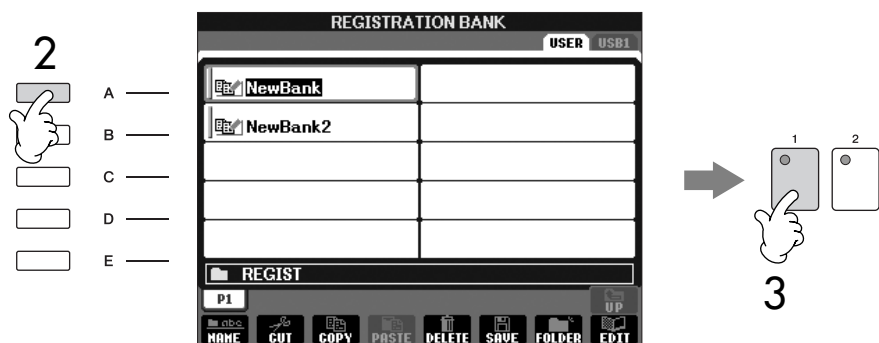 REGISTRATION BANK
USER USB1
2
A
NewBank
B
NewBank2
C
D
E
REGIST
P1
UP
abc
NAME CUT COPY PASTE DELETE SAVE FOLDER EDIT
1 2
3